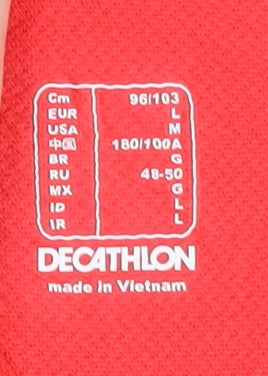 Cm 96/103
EUR L
USA M
中国 180/100A
BR G
RU 48-50
MX G
ID L
IR L
DECATHLON
made in Vietnam